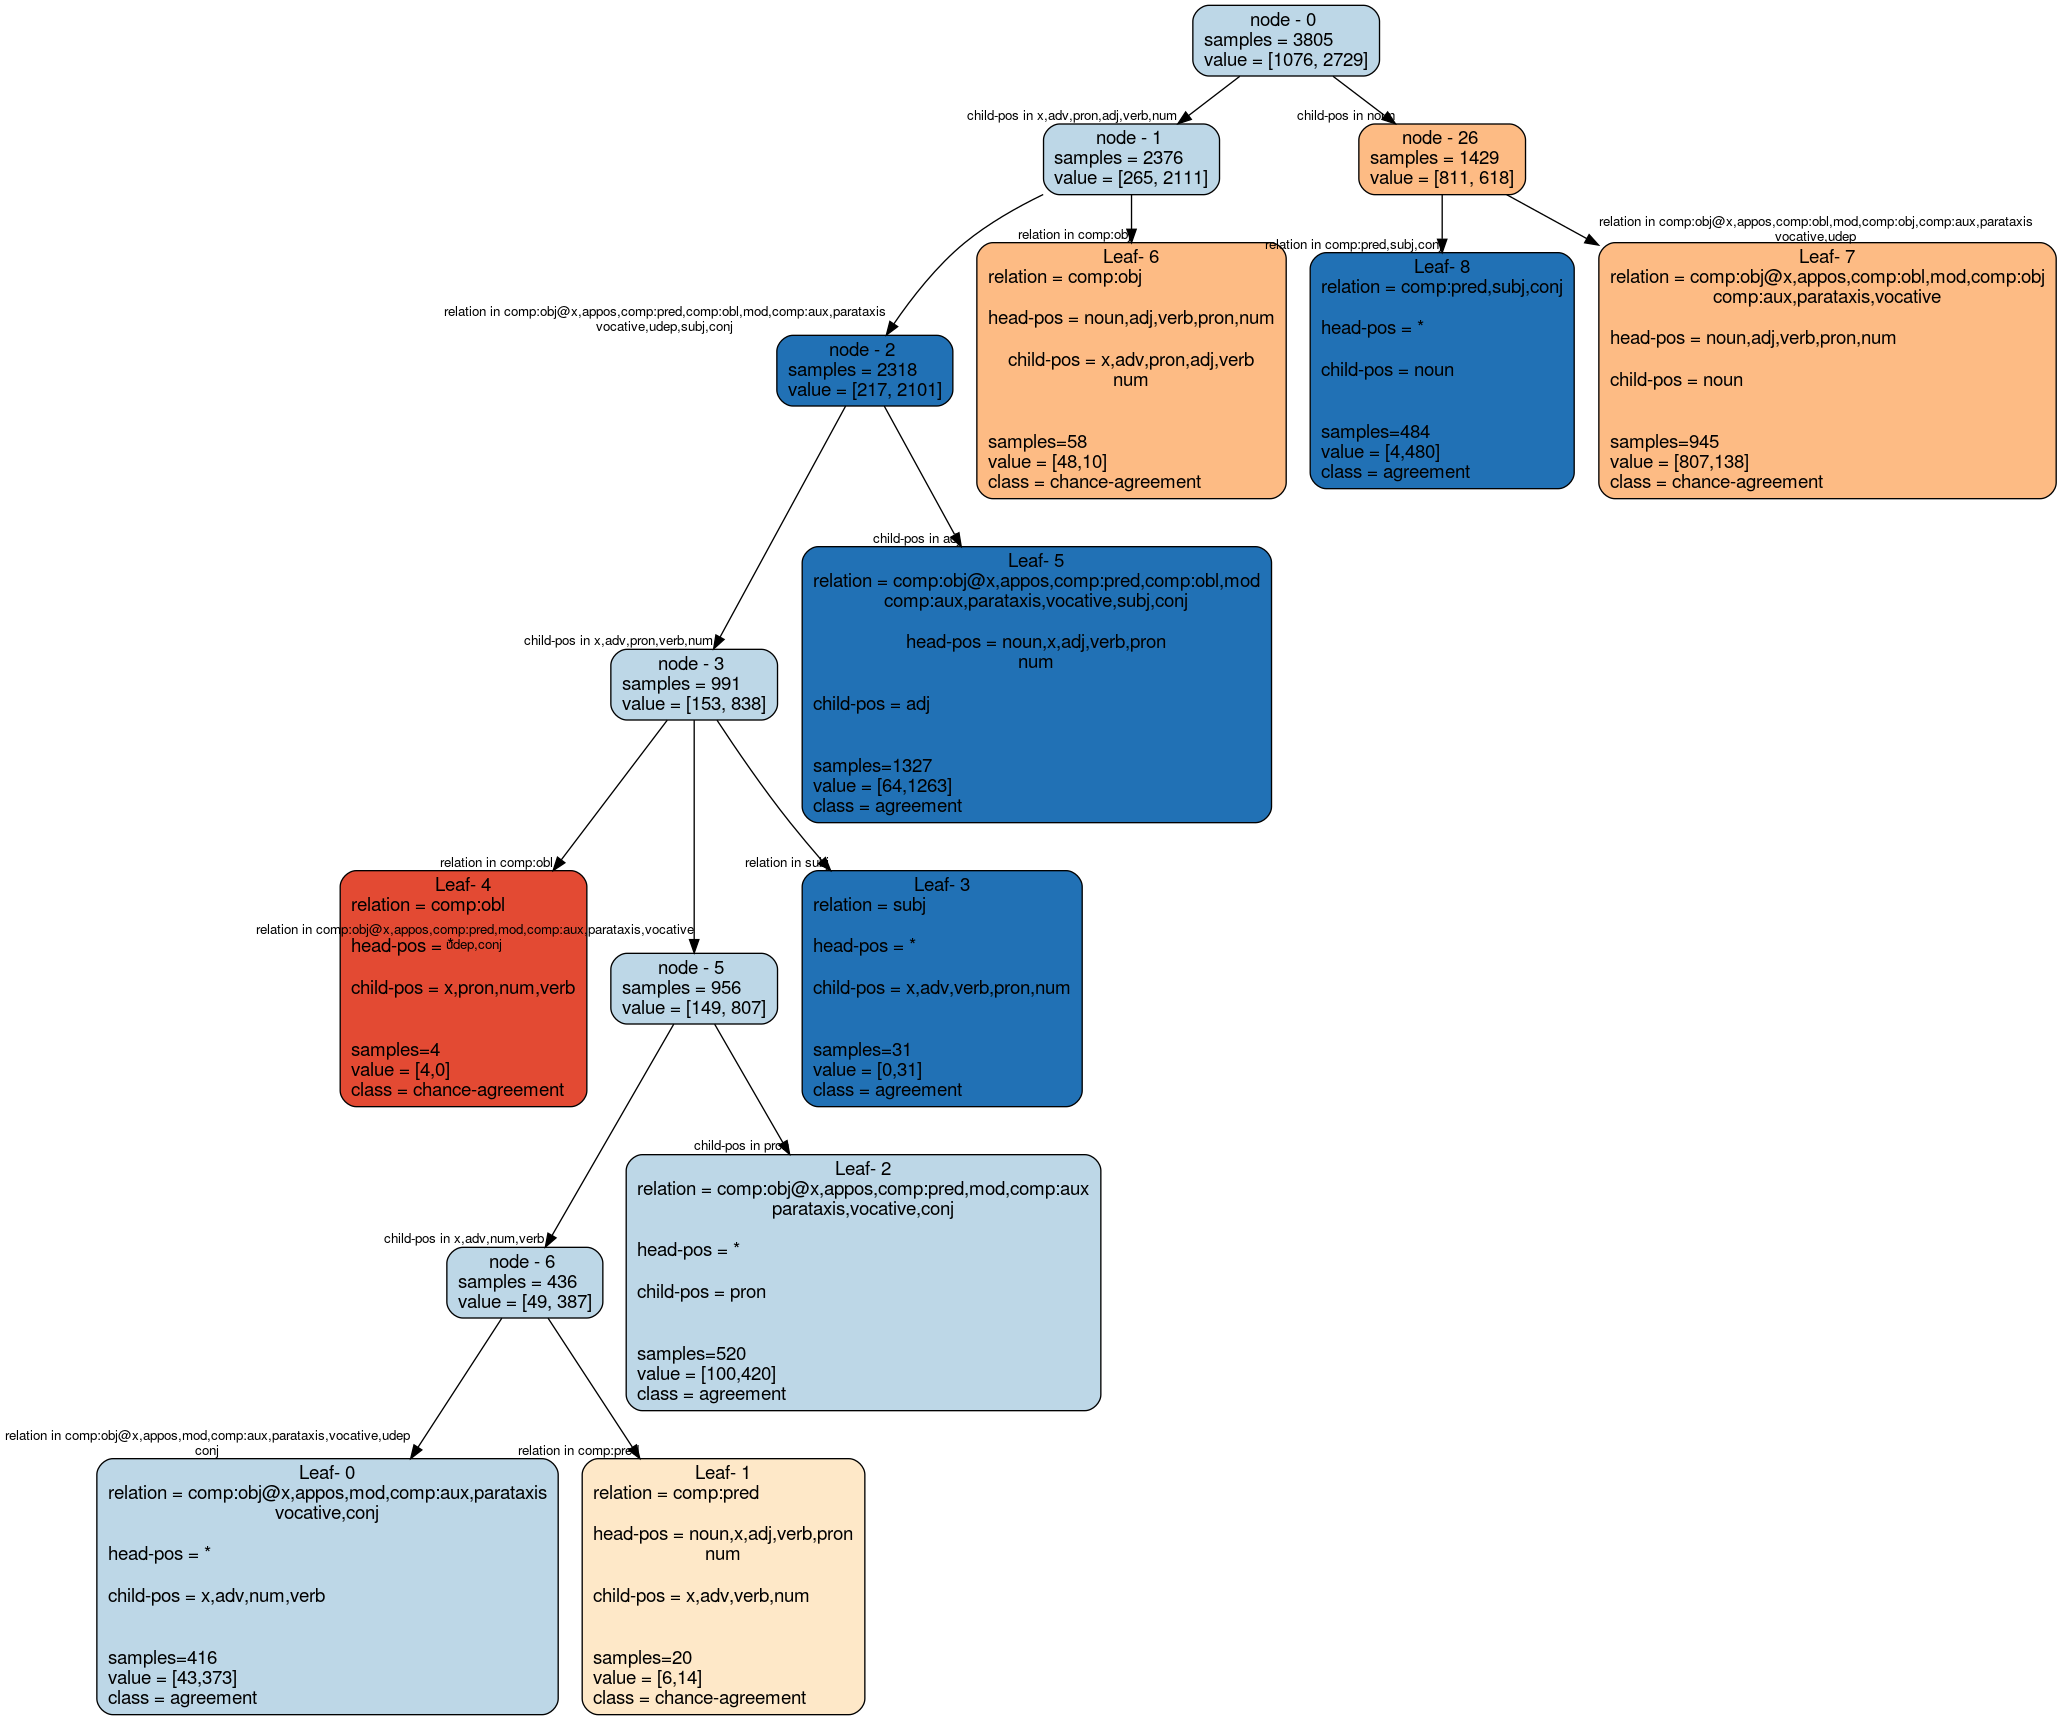 node - 0
samples = 3805
value = [1076, 2729]
child-pos in x,adv,pron,adj,verb,num
child-pos in noun
node - 1
samples = 2376
value = [265, 2111]
node - 26
samples = 1429
value = [811, 618]
relation in comp:obj@x,appos,comp:pred,comp:obl,mod,comp:aux,parataxis
vocative,udep,subj,conj
relation in comp:obj
relation in comp:pred,subj,conj
relation in comp:obj@x,appos,comp:obl,mod,comp:obj,comp:aux,parataxis
vocative,udep
node - 2
samples = 2318
value = [217, 2101]
Leaf- 6
relation = comp:obj
head-pos = noun,adj,verb,pron,num
child-pos = x,adv,pron,adj,verb
num
samples=58
value = [48,10]
class = chance-agreement
Leaf- 8
relation = comp:pred,subj,conj
head-pos = *
child-pos = noun
samples=484
value = [4,480]
class = agreement
Leaf- 7
relation = comp:obj@x,appos,comp:obl,mod,comp:obj
comp:aux,parataxis,vocative
head-pos = noun,adj,verb,pron,num
child-pos = noun
samples=945
value = [807,138]
class = chance-agreement
child-pos in x,adv,pron,verb,num
child-pos in adj
node - 3
samples = 991
value = [153, 838]
Leaf- 5
relation = comp:obj@x,appos,comp:pred,comp:obl,mod
comp:aux,parataxis,vocative,subj,conj
head-pos = noun,x,adj,verb,pron
num
child-pos = adj
samples=1327
value = [64,1263]
class = agreement
relation in comp:obl
relation in comp:obj@x,appos,comp:pred,mod,comp:aux,parataxis,vocative
udep,conj
relation in subj
Leaf- 4
relation = comp:obl
head-pos = *
child-pos = x,pron,num,verb
samples=4
value = [4,0]
class = chance-agreement
node - 5
samples = 956
value = [149, 807]
Leaf- 3
relation = subj
head-pos = *
child-pos = x,adv,verb,pron,num
samples=31
value = [0,31]
class = agreement
child-pos in x,adv,num,verb
child-pos in pron
node - 6
samples = 436
value = [49, 387]
Leaf- 2
relation = comp:obj@x,appos,comp:pred,mod,comp:aux
parataxis,vocative,conj
head-pos = *
child-pos = pron
samples=520
value = [100,420]
class = agreement
relation in comp:obj@x,appos,mod,comp:aux,parataxis,vocative,udep
conj
relation in comp:pred
Leaf- 0
relation = comp:obj@x,appos,mod,comp:aux,parataxis
vocative,conj
head-pos = *
child-pos = x,adv,num,verb
samples=416
value = [43,373]
class = agreement
Leaf- 1
relation = comp:pred
head-pos = noun,x,adj,verb,pron
num
child-pos = x,adv,verb,num
samples=20
value = [6,14]
class = chance-agreement